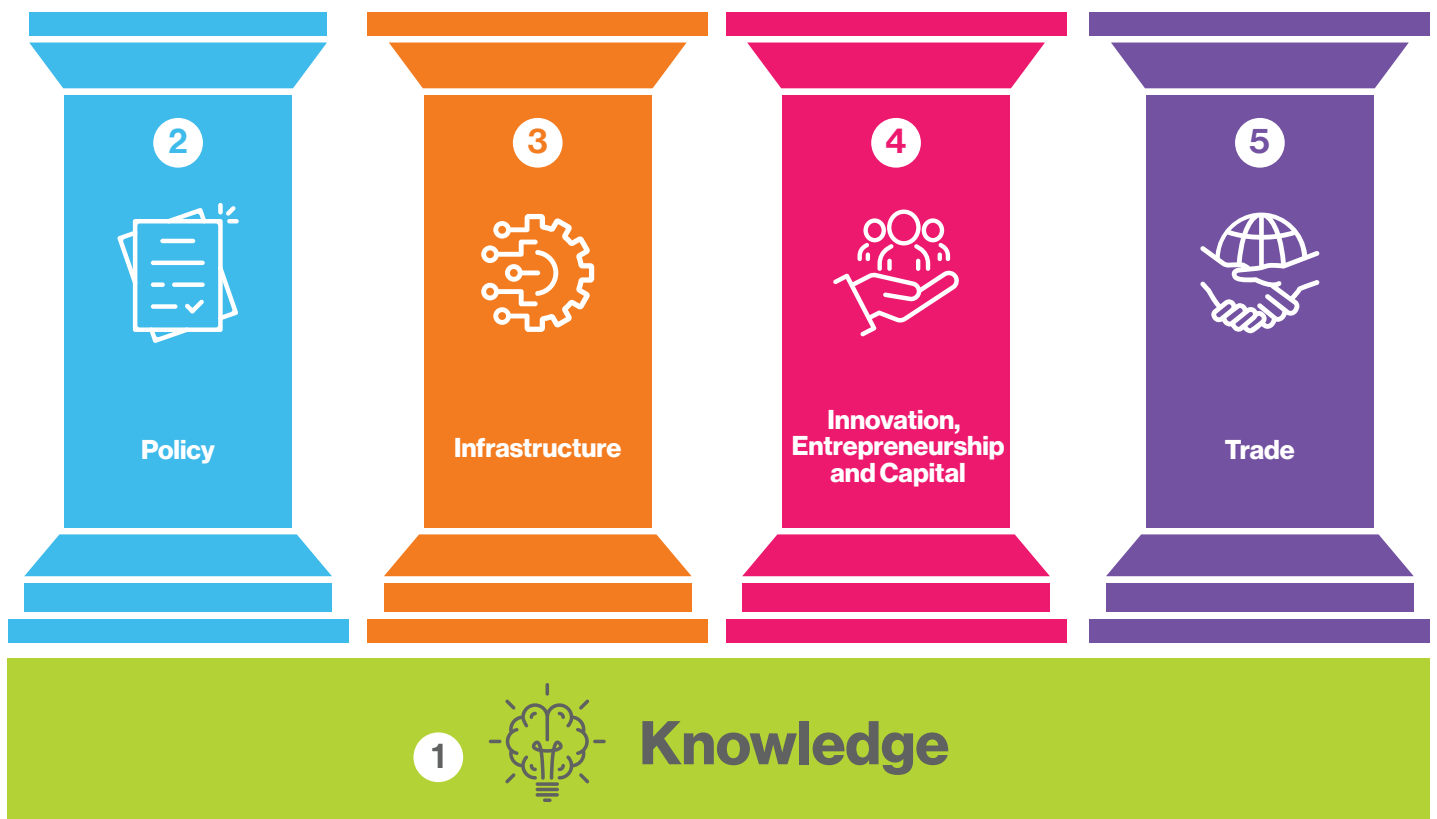 2
3
4
5
Policy
Infrastructure
Innovation,
Entrepreneurship
and Capital
Trade
1
Knowledge